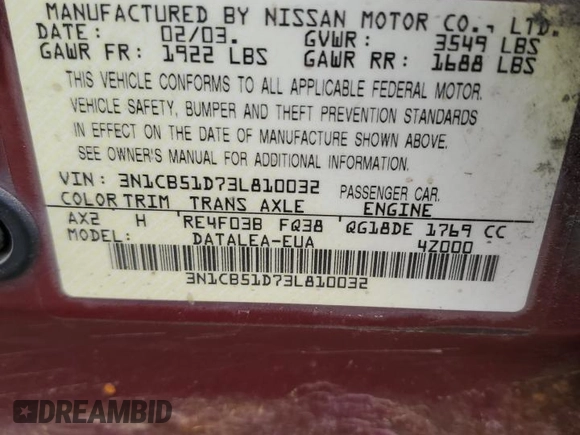 MANUFACTURED BY NISSAN MOTOR CO., LTD.
DATE: 02/03. GVWR: 3549 LBS
GAWR FR: 1922 LBS GAWR RR: 1688 LBS
THIS VEHICLE CONFORMS TO ALL APPLICABLE FEDERAL MOTOR
VEHICLE SAFETY, BUMPER AND THEFT PREVENTION STANDARDS
IN EFFECT ON THE DATE OF MANUFACTURE SHOWN ABOVE.
SEE OWNER'S MANUAL FOR ADDITIONAL INFORMATION.
VIN: 3N1CB51D73L810032 PASSENGER CAR.
COLOR TRIM TRANS AXLE ENGINE
AX2 H RE4F03B FQ38 QG18DE 1769 CC
MODEL: DATALEA-EUA 4Z000
3N1CB51D73L810032
DREAMBID